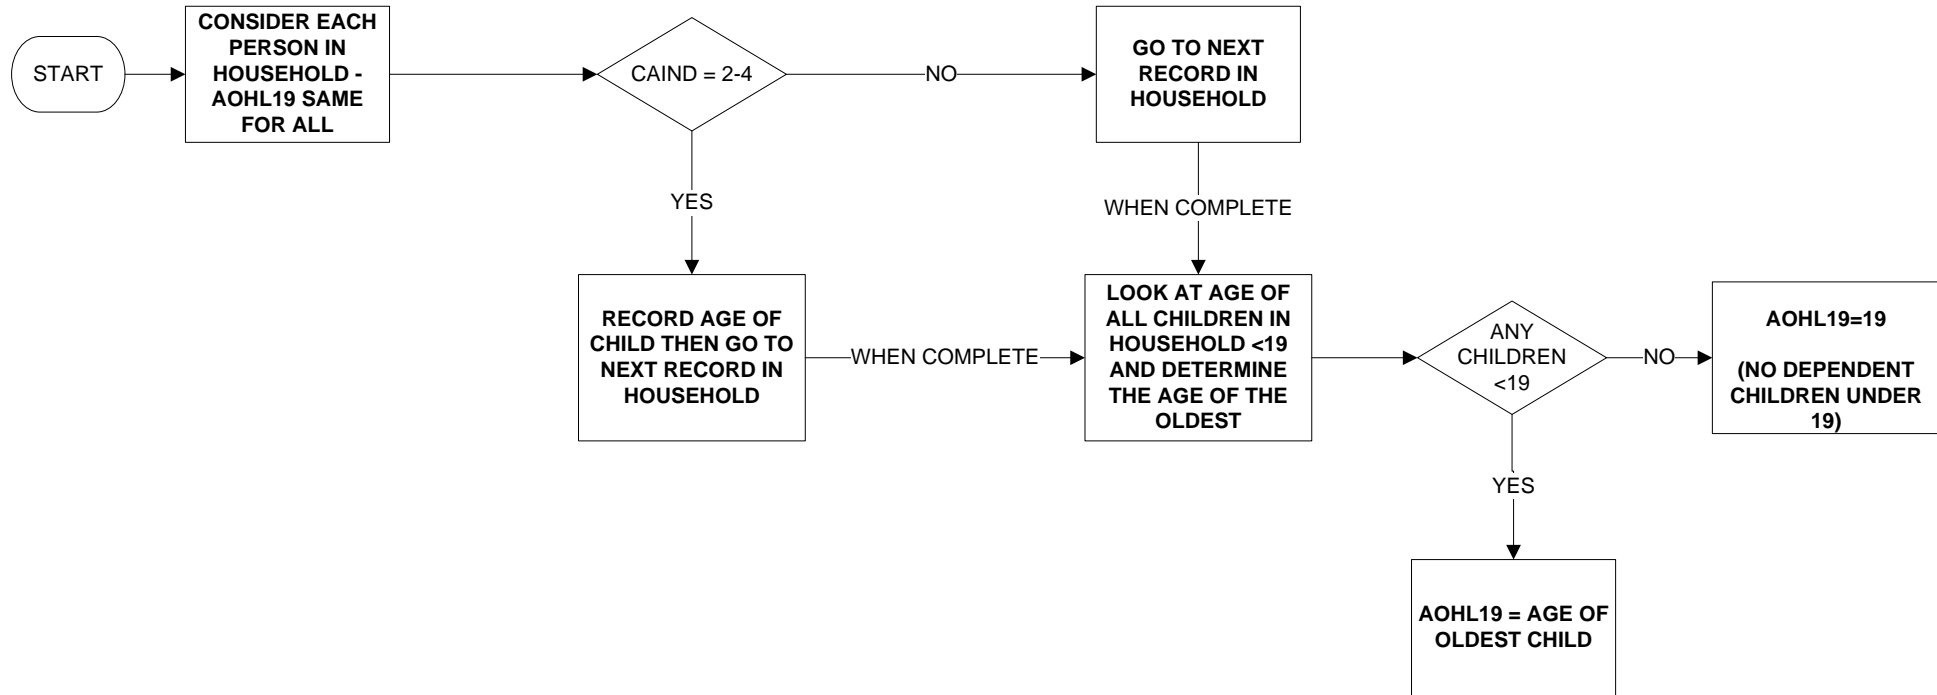 START
CONSIDER EACH
PERSON IN
HOUSEHOLD -
AOHL19 SAME
FOR ALL
CAIND = 2-4
NO
GO TO NEXT
RECORD IN
HOUSEHOLD
YES
WHEN COMPLETE
RECORD AGE OF
CHILD THEN GO TO
NEXT RECORD IN
HOUSEHOLD
WHEN COMPLETE
LOOK AT AGE OF
ALL CHILDREN IN
HOUSEHOLD <19
AND DETERMINE
THE AGE OF THE
OLDEST
ANY
CHILDREN
<19
NO
AOHL19=19
(NO DEPENDENT
CHILDREN UNDER
19)
YES
AOHL19 = AGE OF
OLDEST CHILD